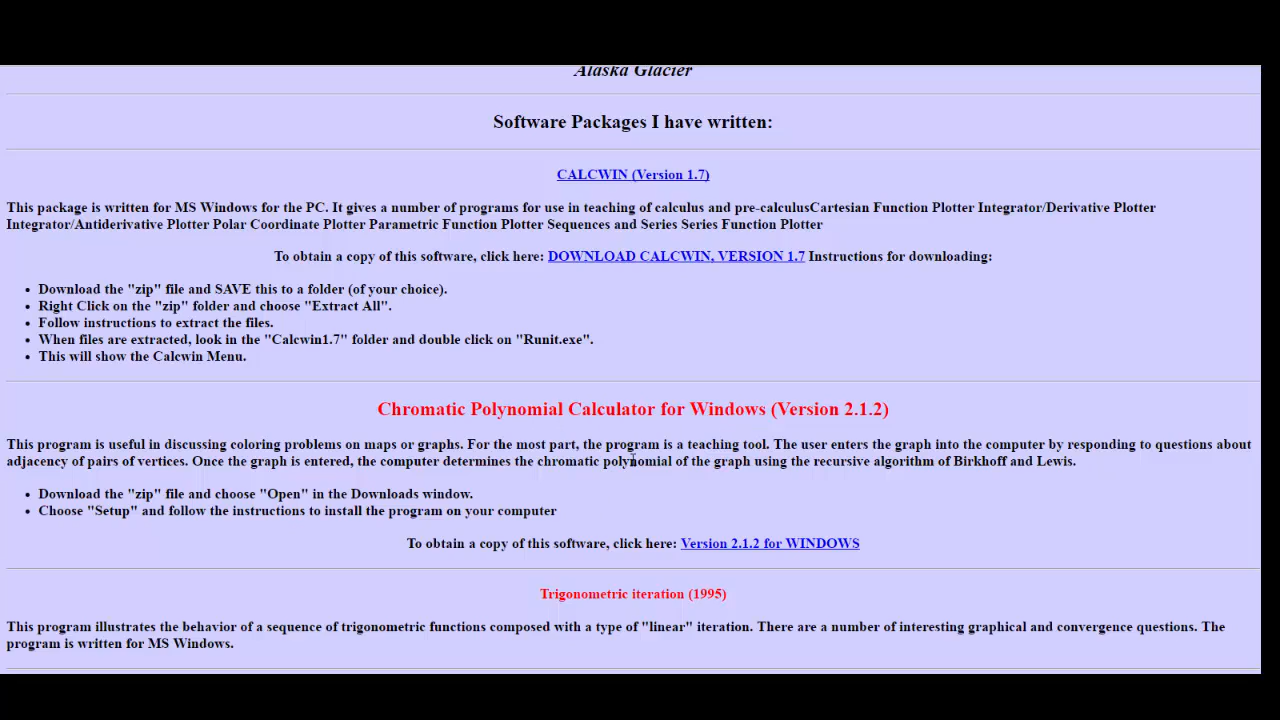 Alaska Glacier
Software Packages I have written:
CALCWIN (Version 1.7)
This package is written for MS Windows for the PC. It gives a number of programs for use in teaching of calculus and pre-calculusCartesian Function Plotter Integrator/Derivative Plotter
Integrator/Antiderivative Plotter Polar Coordinate Plotter Parametric Function Plotter Sequences and Series Series Function Plotter
To obtain a copy of this software, click here: DOWNLOAD CALCWIN, VERSION 1.7 Instructions for downloading:
• Download the "zip" file and SAVE this to a folder (of your choice).
• Right Click on the "zip" folder and choose "Extract All".
• Follow instructions to extract the files.
• When files are extracted, look in the "Calcwin1.7" folder and double click on "Runit.exe".
• This will show the Calcwin Menu.
Chromatic Polynomial Calculator for Windows (Version 2.1.2)
This program is useful in discussing coloring problems on maps or graphs. For the most part, the program is a teaching tool. The user enters the graph into the computer by responding to questions about
adjacency of pairs of vertices. Once the graph is entered, the computer determines the chromatic polynomial of the graph using the recursive algorithm of Birkhoff and Lewis.
• Download the "zip" file and choose "Open" in the Downloads window.
• Choose "Setup" and follow the instructions to install the program on your computer
To obtain a copy of this software, click here: Version 2.1.2 for WINDOWS
Trigonometric iteration (1995)
This program illustrates the behavior of a sequence of trigonometric functions composed with a type of "linear" iteration. There are a number of interesting graphical and convergence questions. The
program is written for MS Windows.